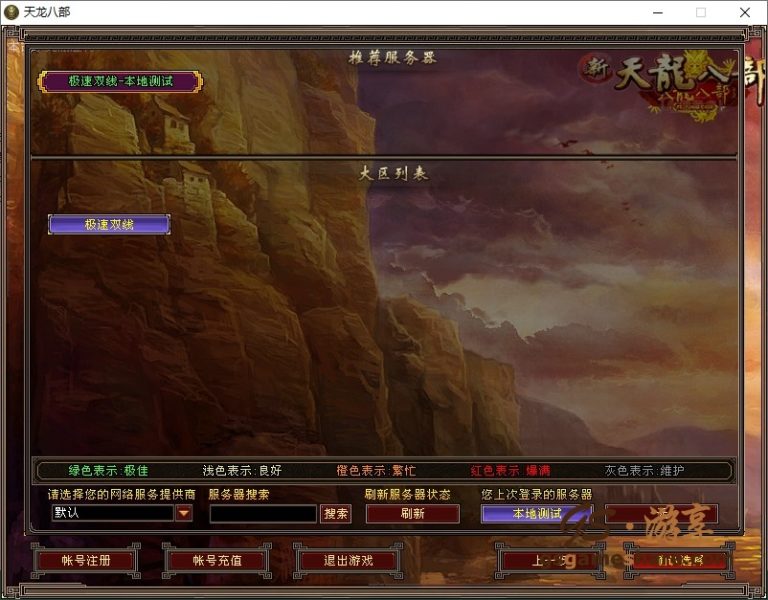 天龙八部
推荐服务器
极速双线-本地测试
新天龍八部
大区列表
极速双线
绿色表示:极佳 浅色表示:良好 橙色表示:繁忙 红色表示:爆满 灰色表示:维护
请选择您的网络服务提供商 服务器搜索 刷新服务器状态 您上次登录的服务器
默认 搜索 刷新 本地测试
游享
帐号注册 帐号充值 退出游戏 上一